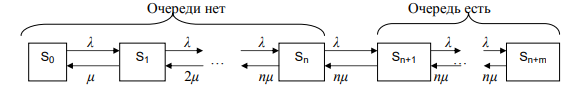 Очереди нет Очередь есть
λ λ λ λ λ λ
S0 S1 … Sn Sn+1 … Sn+m
μ 2μ nμ nμ nμ nμ